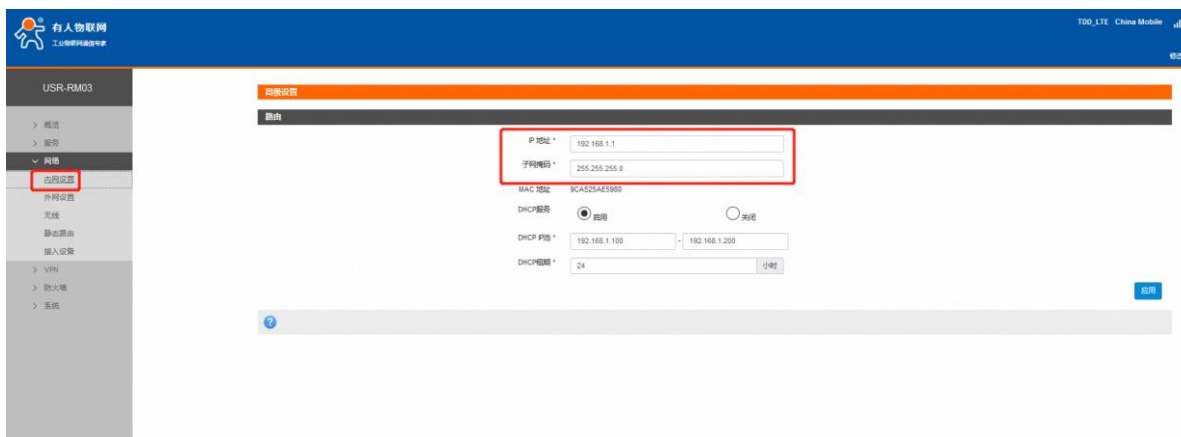 有人物联网
工业物联网通信专家
TDD_LTE China Mobile
USR-RM03
高级设置
路由
> 概览
> 服务
网络
内网设置
外网设置
无线
静态路由
接入设备
> VPN
> 防火墙
> 系统
IP 地址 * 192.168.1.1
子网掩码 * 255.255.255.0
MAC 地址 9CA525AE5980
DHCP服务 启用 关闭
DHCP IP池 * 192.168.1.100 - 192.168.1.200
DHCP租期 * 24 小时
应用
?